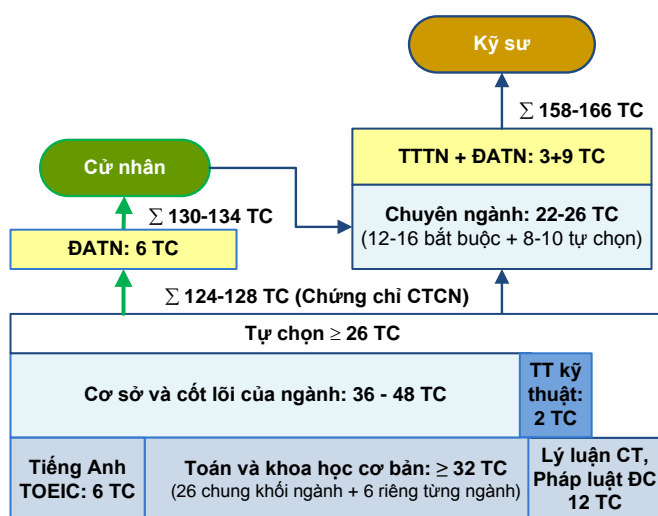 Kỹ sư
∑ 158-166 TC
TTTN + ĐATN: 3+9 TC
Cử nhân
Chuyên ngành: 22-26 TC
(12-16 bắt buộc + 8-10 tự chọn)
∑ 130-134 TC
ĐATN: 6 TC
∑ 124-128 TC (Chứng chỉ CTCN)
Tự chọn ≥ 26 TC
Cơ sở và cốt lõi của ngành: 36 - 48 TC
TT kỹ
thuật:
2 TC
Tiếng Anh
TOEIC: 6 TC
Toán và khoa học cơ bản: ≥ 32 TC
(26 chung khối ngành + 6 riêng từng ngành)
Lý luận CT,
Pháp luật ĐC
12 TC